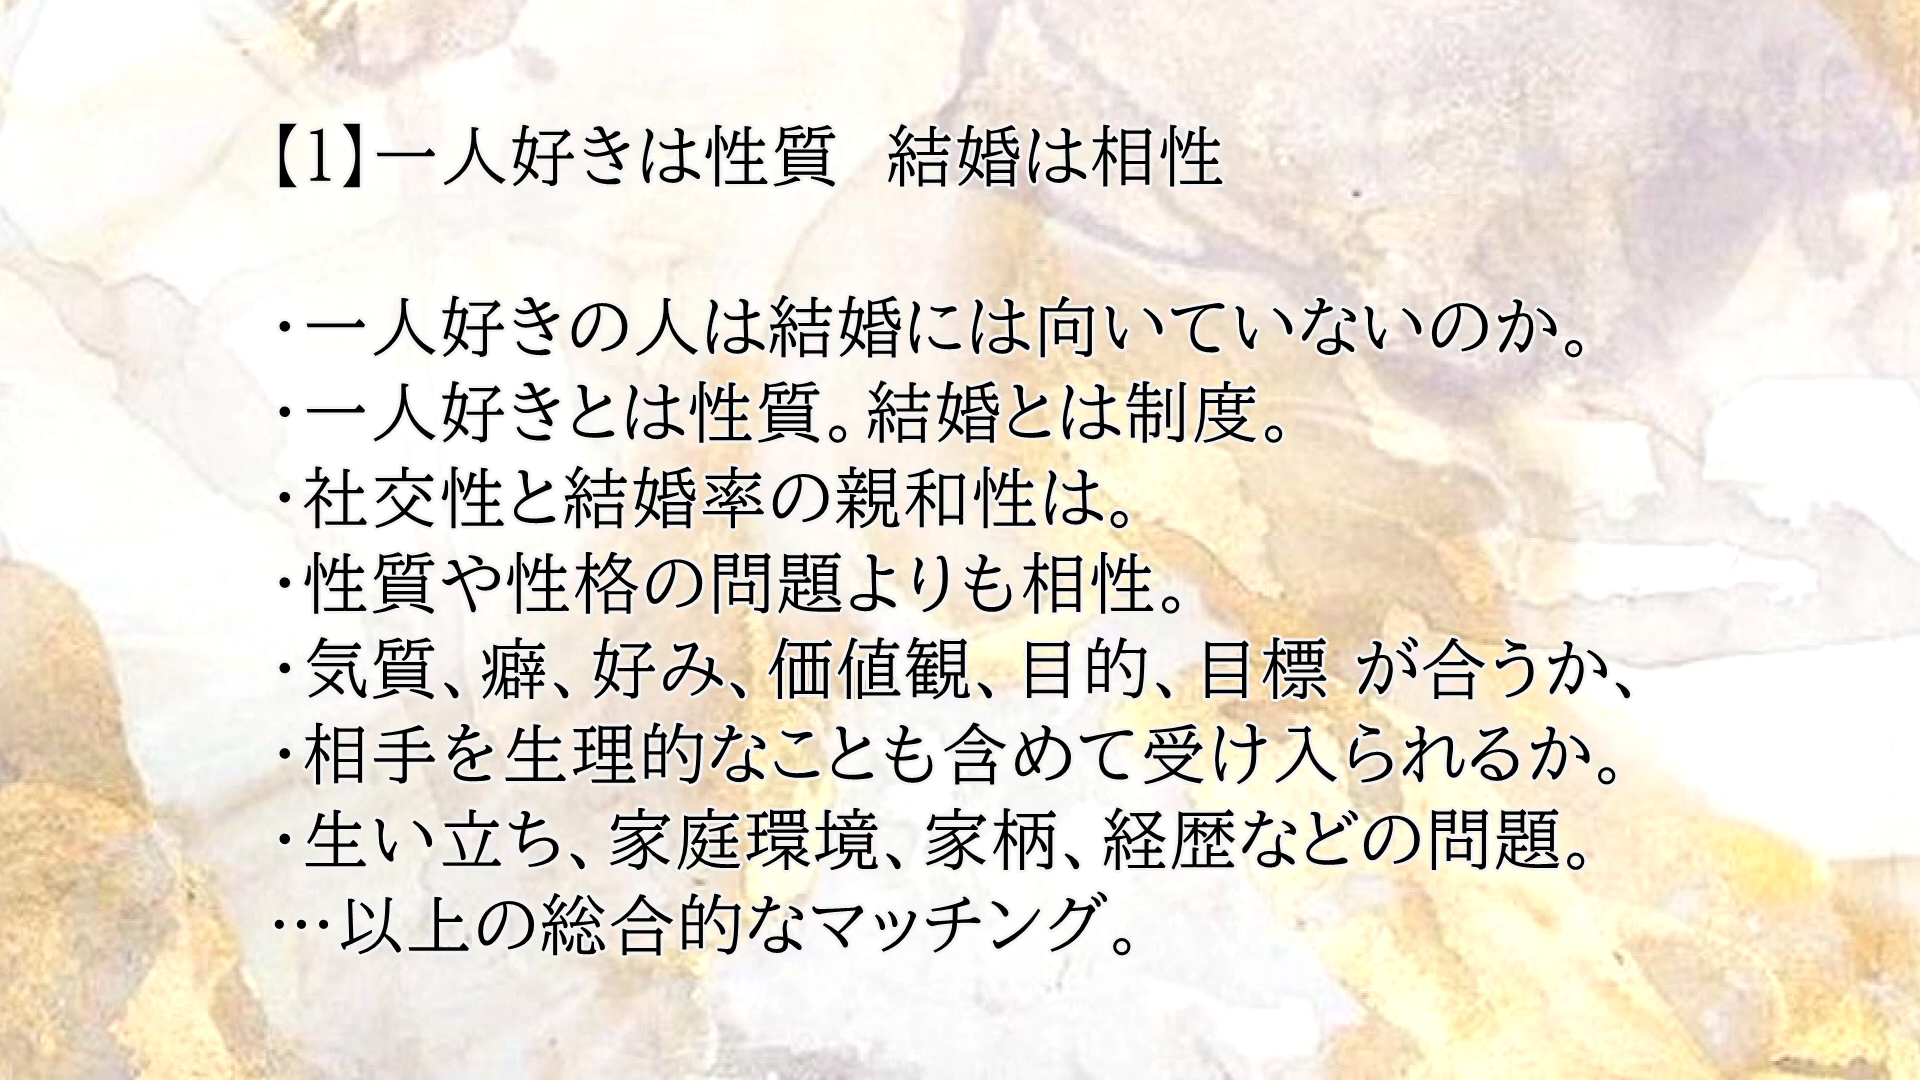 【1】一人好きは性質　結婚は相性
・一人好きの人は結婚には向いていないのか。
・一人好きとは性質。結婚とは制度。
・社交性と結婚率の親和性は。
・性質や性格の問題よりも相性。
・気質、癖、好み、価値観、目的、目標 が合うか、
・相手を生理的なことも含めて受け入られるか。
・生い立ち、家庭環境、家柄、経歴などの問題。
…以上の総合的なマッチング。